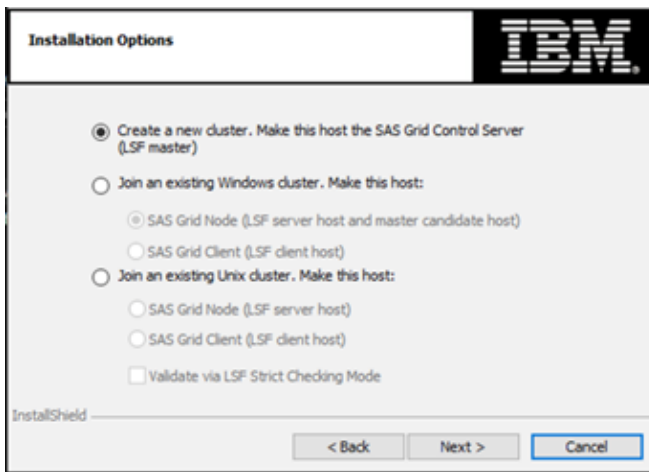 Installation Options
IBM.
Create a new cluster. Make this host the SAS Grid Control Server
(LSF master)
Join an existing Windows cluster. Make this host:
SAS Grid Node (LSF server host and master candidate host)
SAS Grid Client (LSF client host)
Join an existing Unix cluster. Make this host:
SAS Grid Node (LSF server host)
SAS Grid Client (LSF client host)
Validate via LSF Strict Checking Mode
InstallShield
< Back
Next >
Cancel